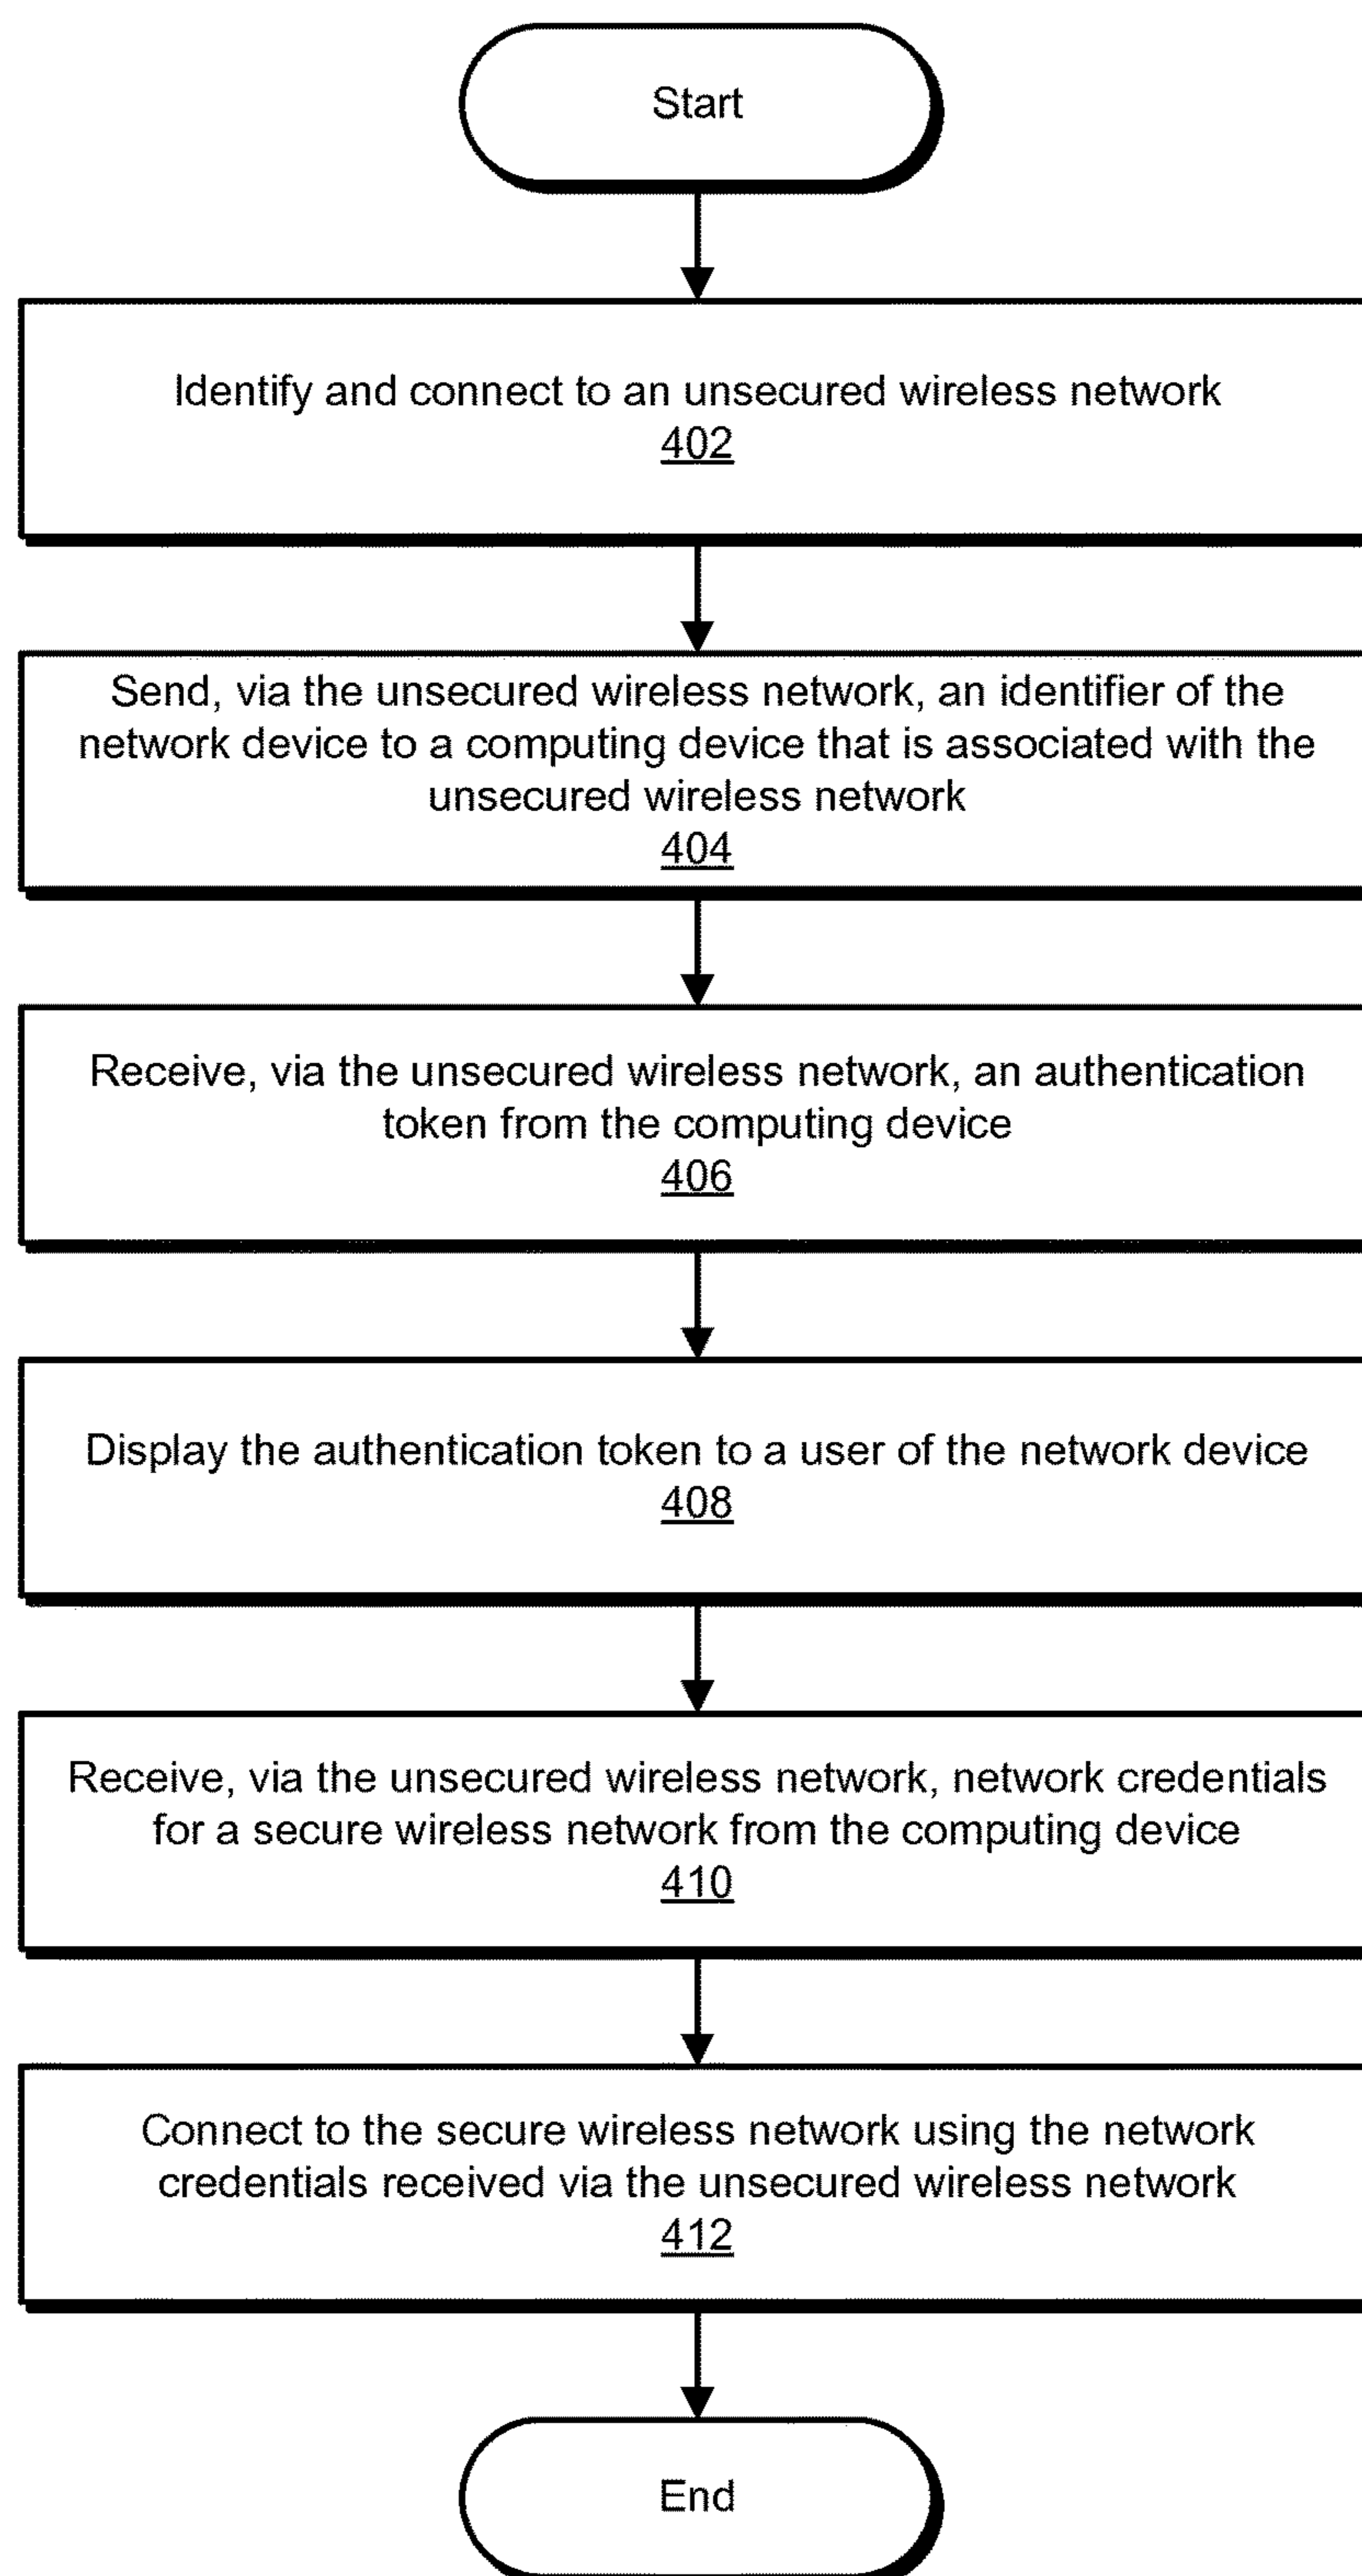 Start
Identify and connect to an unsecured wireless network
402
Send, via the unsecured wireless network, an identifier of the
network device to a computing device that is associated with the
unsecured wireless network
404
Receive, via the unsecured wireless network, an authentication
token from the computing device
406
Display the authentication token to a user of the network device
408
Receive, via the unsecured wireless network, network credentials
for a secure wireless network from the computing device
410
Connect to the secure wireless network using the network
credentials received via the unsecured wireless network
412
End